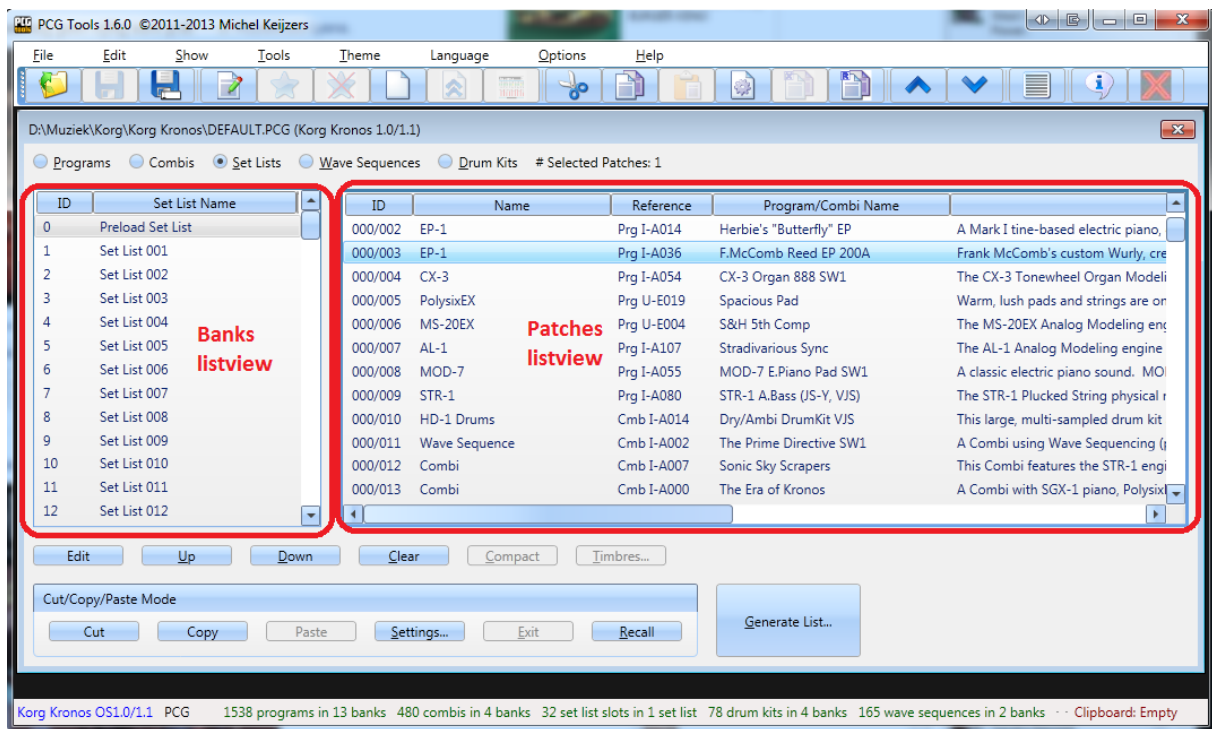 PCG Tools 1.6.0 ©2011-2013 Michel Keijzers
File Edit Show Tools Theme Language Options Help
D:\Muziek\Korg\Korg Kronos\DEFAULT.PCG (Korg Kronos 1.0/1.1)
Programs Combis Set Lists Wave Sequences Drum Kits # Selected Patches: 1
ID Set List Name
0 Preload Set List
1 Set List 001
2 Set List 002
3 Set List 003
4 Set List 004
5 Set List 005
6 Set List 006
7 Set List 007
8 Set List 008
9 Set List 009
10 Set List 010
11 Set List 011
12 Set List 012
Banks
listview
ID Name Reference Program/Combi Name
000/002 EP-1 Prg I-A014 Herbie's "Butterfly" EP A Mark I tine-based electric piano,
000/003 EP-1 Prg I-A036 F.McComb Reed EP 200A Frank McComb's custom Wurly, cre
000/004 CX-3 Prg I-A054 CX-3 Organ 888 SW1 The CX-3 Tonewheel Organ Modeli
000/005 PolysixEX Prg U-E019 Spacious Pad Warm, lush pads and strings are on
000/006 MS-20EX Prg U-E004 S&H 5th Comp The MS-20EX Analog Modeling eng
000/007 AL-1 Prg I-A107 Stradivarious Sync The AL-1 Analog Modeling engine
000/008 MOD-7 Prg I-A055 MOD-7 E.Piano Pad SW1 A classic electric piano sound. MO
000/009 STR-1 Prg I-A080 STR-1 A.Bass (JS-Y, VJS) The STR-1 Plucked String physical
000/010 HD-1 Drums Cmb I-A014 Dry/Ambi DrumKit VJS This large, multi-sampled drum kit
000/011 Wave Sequence Cmb I-A002 The Prime Directive SW1 A Combi using Wave Sequencing (
000/012 Combi Cmb I-A007 Sonic Sky Scrapers This Combi features the STR-1 engi
000/013 Combi Cmb I-A000 The Era of Kronos A Combi with SGX-1 piano, Polysix
Patches
listview
Edit Up Down Clear Compact Timbres...
Cut/Copy/Paste Mode
Cut Copy Paste Settings... Exit Recall
Generate List...
Korg Kronos OS1.0/1.1 PCG 1538 programs in 13 banks 480 combis in 4 banks 32 set list slots in 1 set list 78 drum kits in 4 banks 165 wave sequences in 2 banks - - Clipboard: Empty